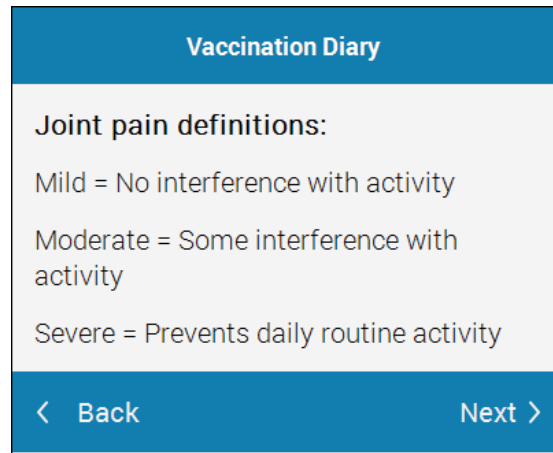 Vaccination Diary
Joint pain definitions:
Mild = No interference with activity
Moderate = Some interference with
activity
Severe = Prevents daily routine activity
< Back
Next >